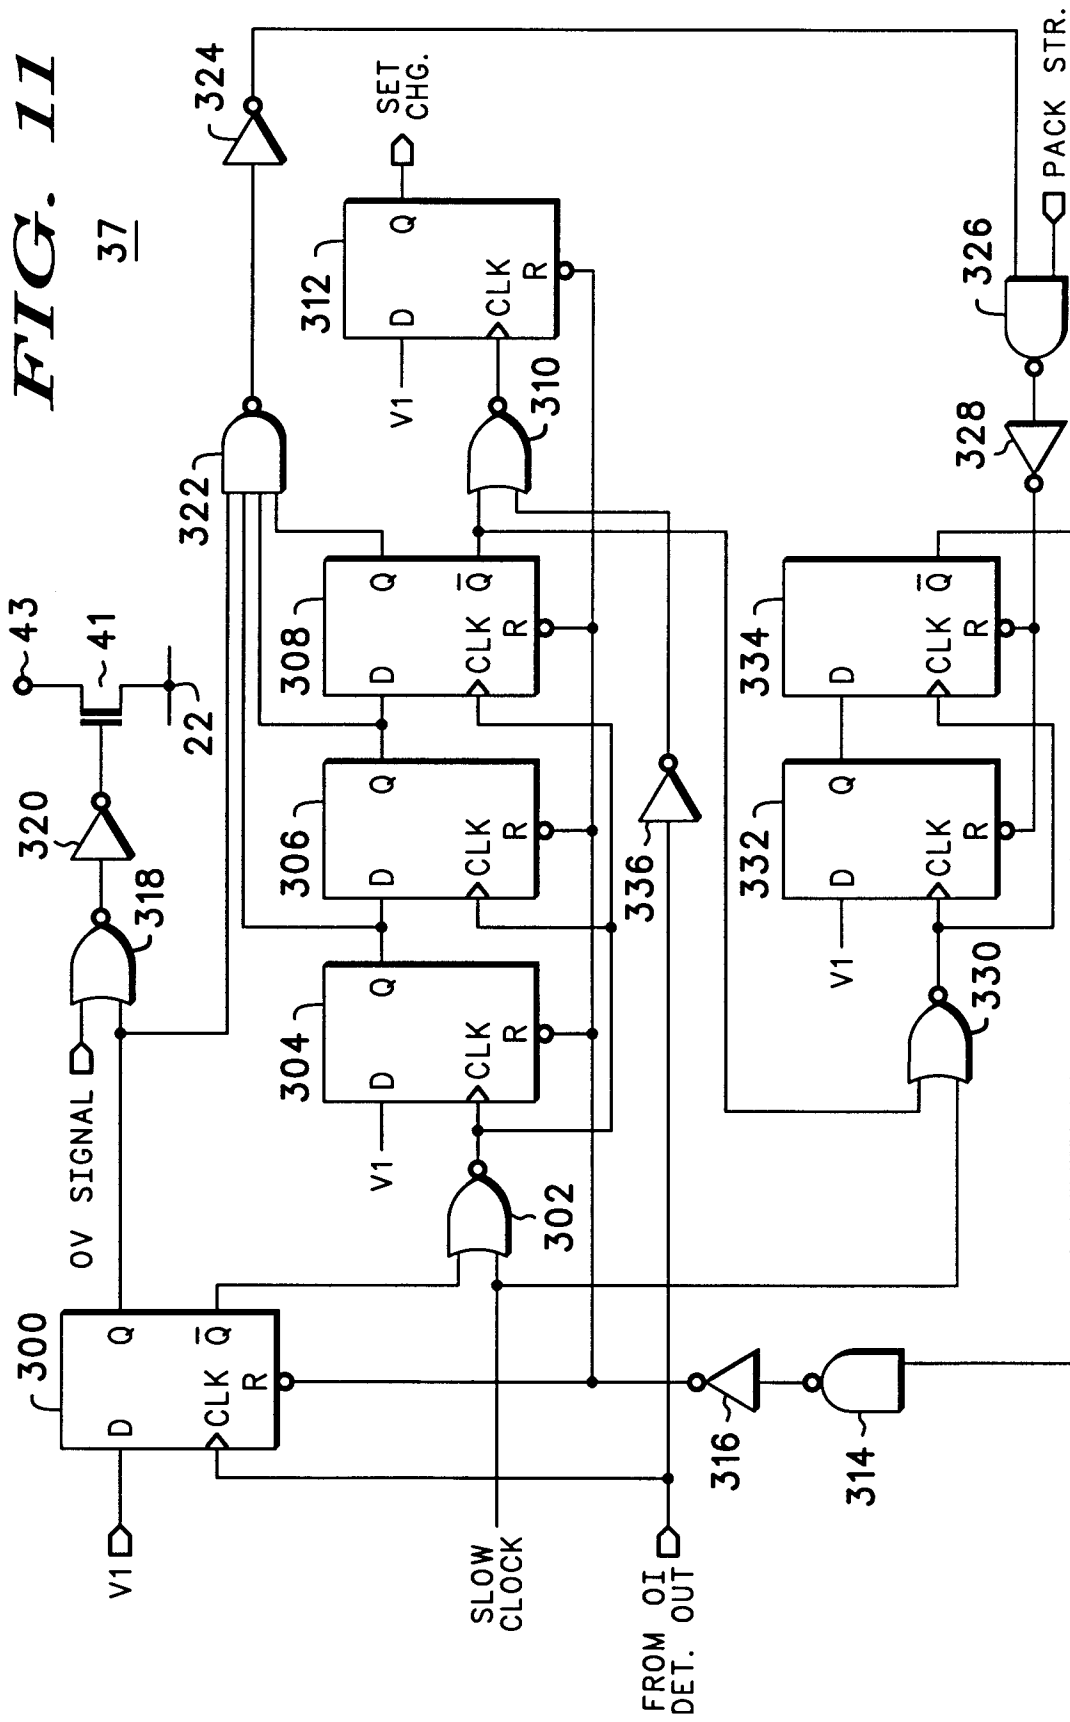 FIG. 11
37
V1
300
D
Q
CLK
Q̅
R
OV SIGNAL
318
320
43
41
22
322
324
SLOW
CLOCK
302
V1
304
D
Q
CLK
R
306
D
Q
CLK
R
308
D
Q
CLK
Q̅
R
310
V1
312
D
Q
CLK
R
SET
CHG.
FROM OI
DET. OUT
336
316
314
330
V1
332
D
Q
CLK
R
334
D
Q̅
CLK
R
328
326
PACK STR.